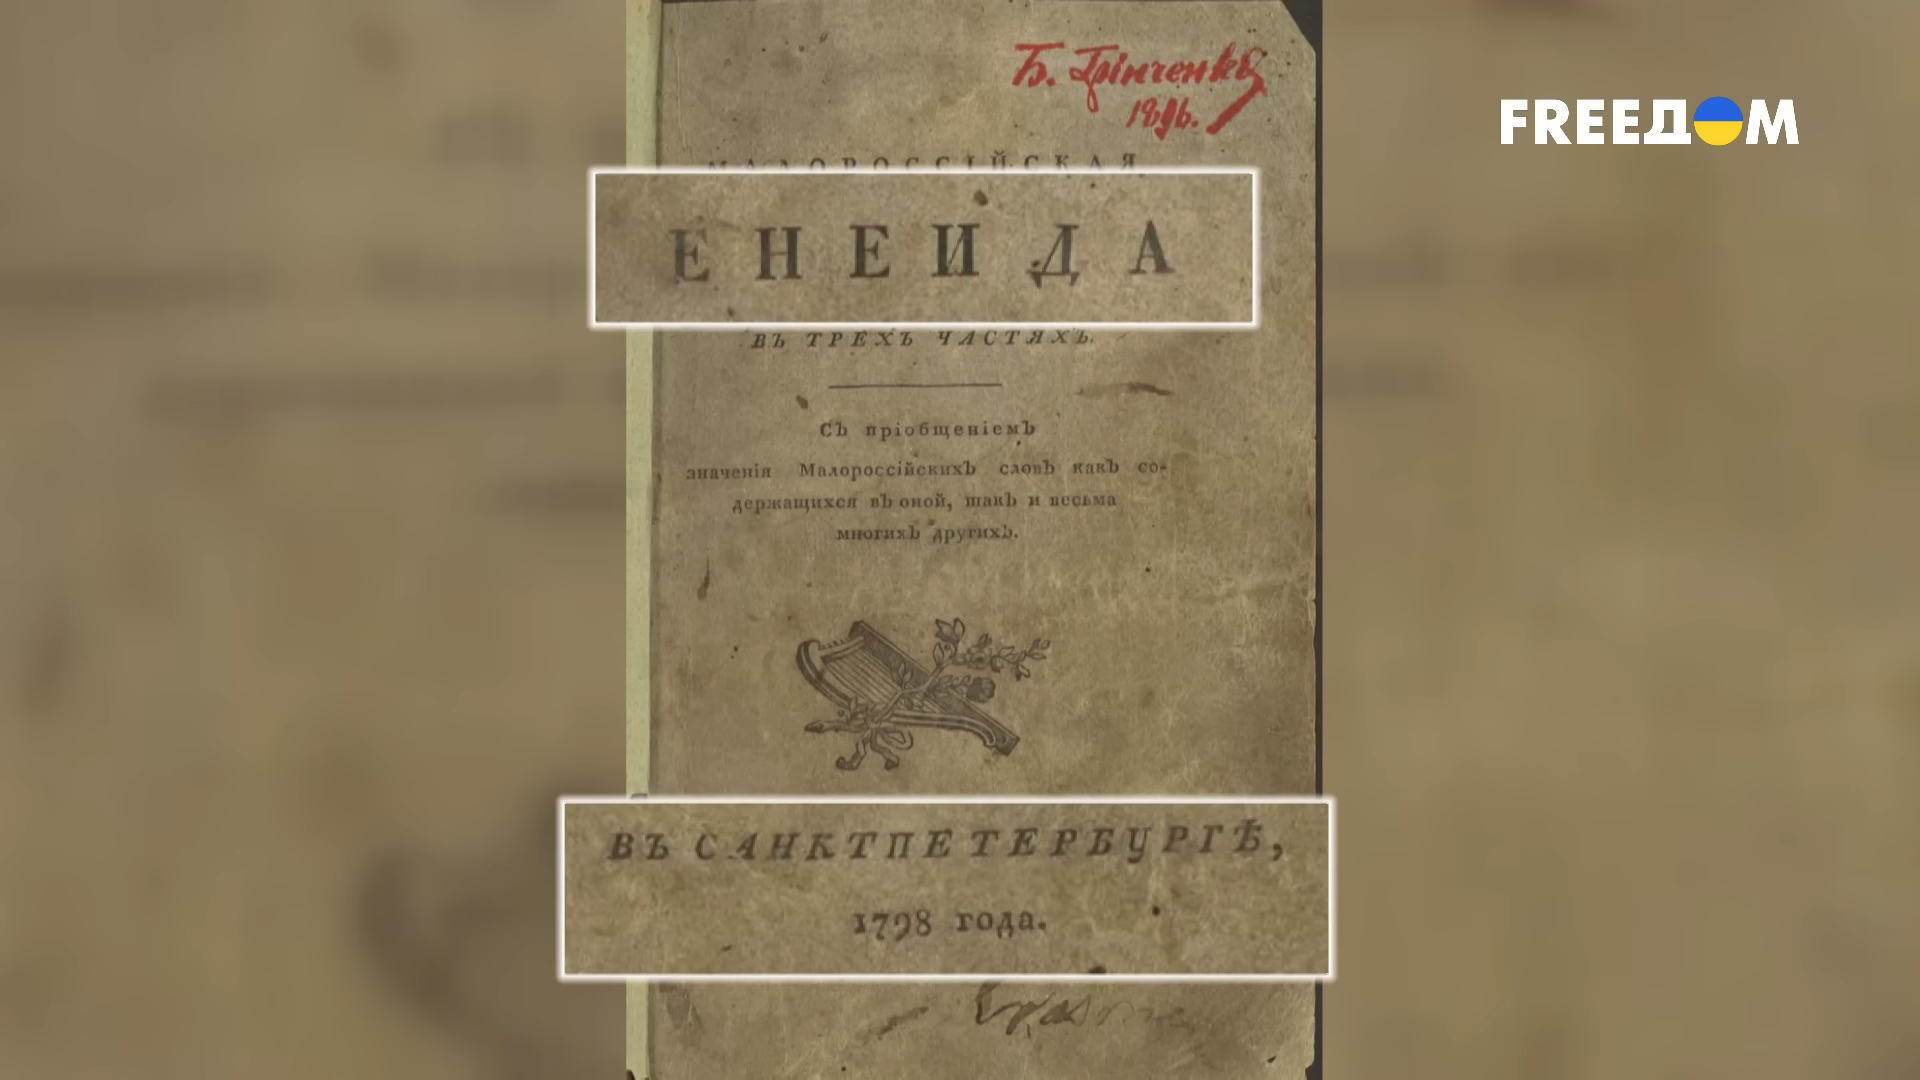 Б. Грінченко
1896.
FREEДOM
МАЛОРОССІЙСКАЯ
ЕНЕИДА
ВЪ ТРЕХЪ ЧАСТЯХЪ.
Съ пріобщеніемъ
значенія Малороссійскихъ словъ какъ со-
держащихся въ оной, такъ и весьма
многихъ другихъ.
ВЪ САНКТПЕТЕРБУРГѢ,
1798 года.